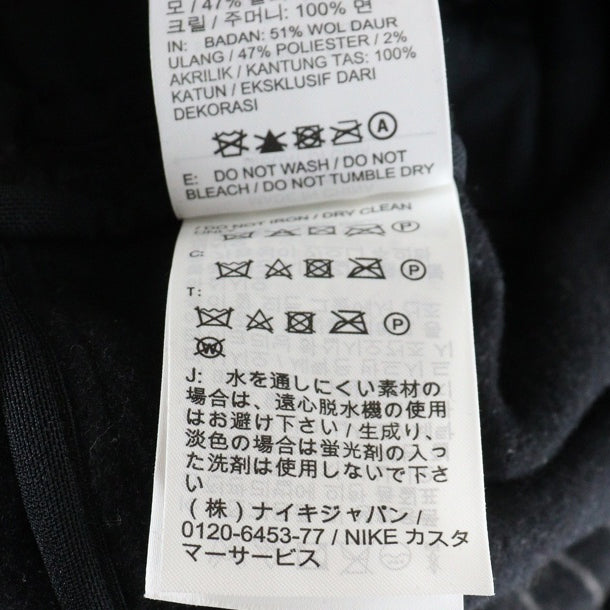 모 / 47% 폴
크릴 / 주머니: 100% 면
IN: BADAN: 51% WOL DAUR
ULANG / 47% POLIESTER / 2%
AKRILIK / KANTUNG TAS: 100%
KATUN / EKSKLUSIF DARI
DEKORASI
A
E: DO NOT WASH / DO NOT
BLEACH / DO NOT TUMBLE DRY
/ DO NOT IRON / DRY CLEAN
P
C:
P
T:
P
W
J: 水を通しにくい素材の
場合は、遠心脱水機の使用
はお避け下さい / 生成り、
淡色の場合は蛍光剤の入っ
た洗剤は使用しないで下さ
い
(株) ナイキジャパン /
0120-6453-77 / NIKE カスタ
マーサービス